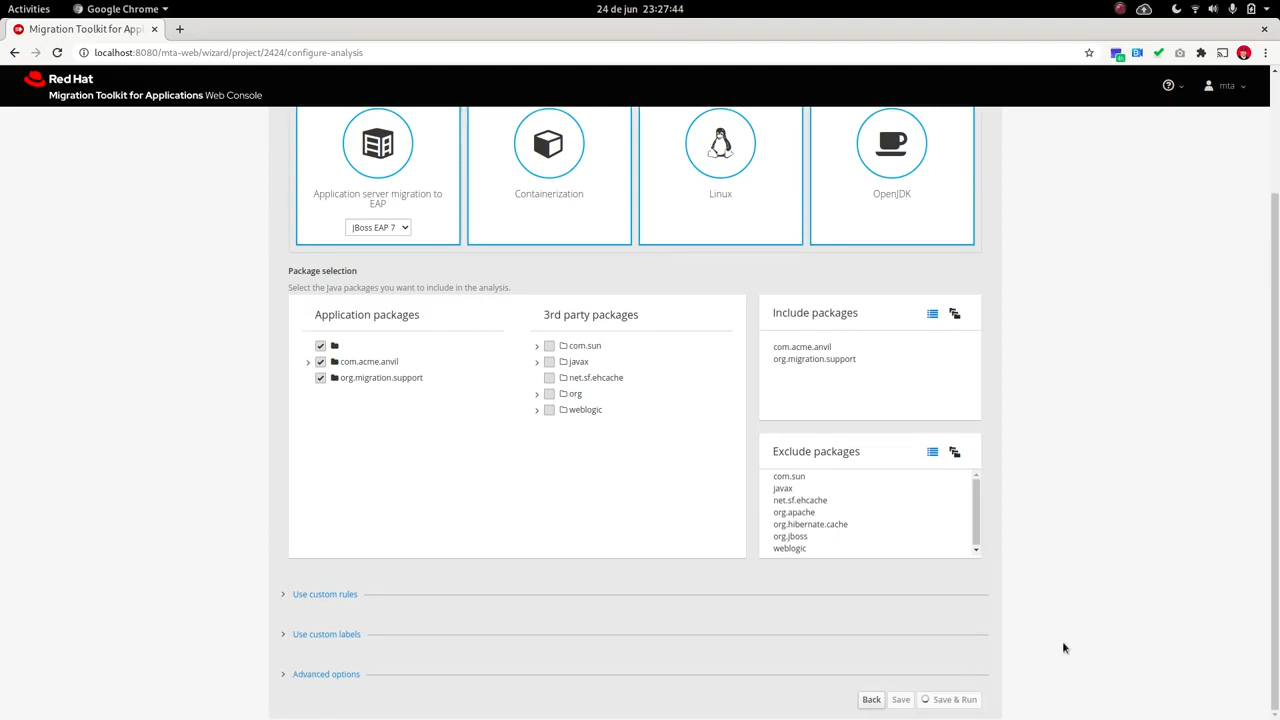 Activities
Google Chrome
24 de jun 23:27:44
Migration Toolkit for Appl
localhost:8080/mta-web/wizard/project/2424/configure-analysis
Red Hat
Migration Toolkit for Applications Web Console
mta
Application server migration to
EAP
JBoss EAP 7
Containerization
Linux
OpenJDK
Package selection
Select the Java packages you want to include in the analysis.
Application packages
com.acme.anvil
org.migration.support
3rd party packages
com.sun
javax
net.sf.ehcache
org
weblogic
Include packages
com.acme.anvil
org.migration.support
Exclude packages
com.sun
javax
net.sf.ehcache
org.apache
org.hibernate.cache
org.jboss
weblogic
Use custom rules
Use custom labels
Advanced options
Back
Save
Save & Run